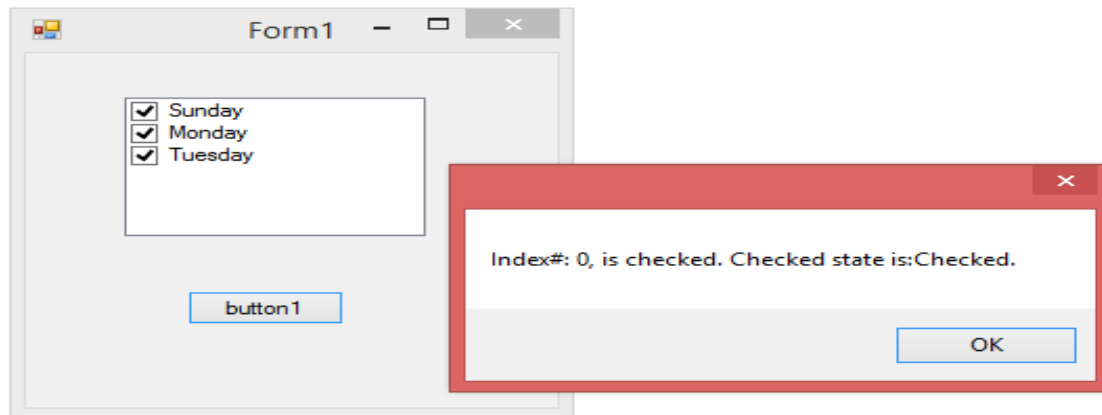 Form1
Sunday
Monday
Tuesday
button1
Index#: 0, is checked. Checked state is:Checked.
OK